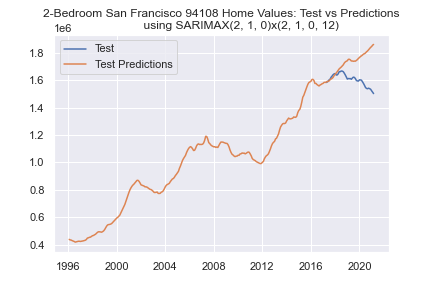 2-Bedroom San Francisco 94108 Home Values: Test vs Predictions
using SARIMAX(2, 1, 0)x(2, 1, 0, 12)
1e6
Test
Test Predictions
1.8
1.6
1.4
1.2
1.0
0.8
0.6
0.4
1996 2000 2004 2008 2012 2016 2020